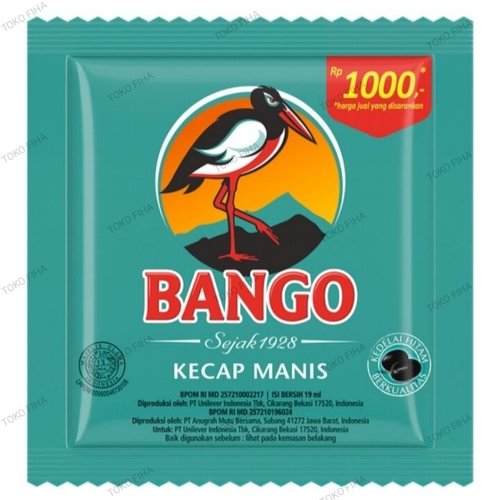 TOKO FIHA
Rp 1000,-*
*harga jual yang disarankan
BANGO
Sejak 1928
KECAP MANIS
KEDELAI HITAM
BERKUALITAS
BPOM RI MD 257210002217 | ISI BERSIH 19 ml
Diproduksi oleh: PT Unilever Indonesia Tbk, Cikarang Bekasi 17520, Indonesia
BPOM RI MD 257210196024
Diproduksi oleh: PT Anugrah Mutu Bersama, Subang 41272 Jawa Barat, Indonesia
Untuk: PT Unilever Indonesia Tbk, Cikarang Bekasi 17520, Indonesia
Baik digunakan sebelum : lihat pada kemasan belakang